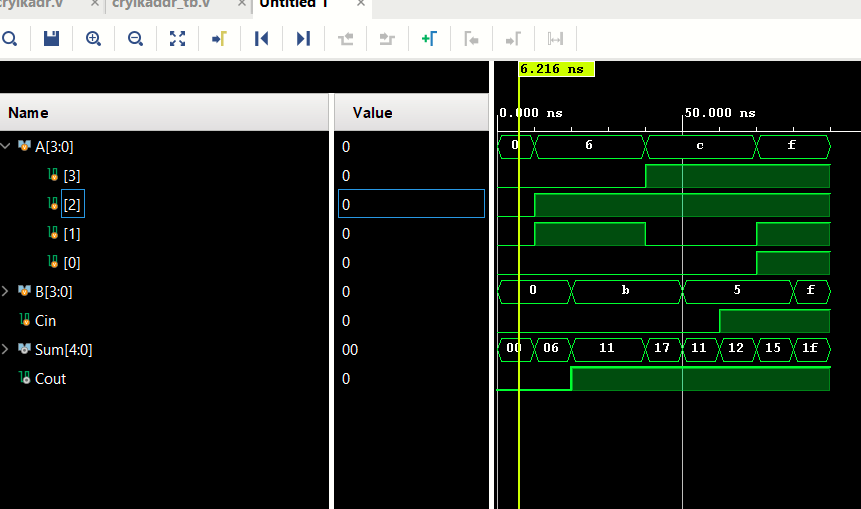 crylkaddr.v × crylkaddr_tb.v × Untitled 1 ×
6.216 ns
Name Value
0.000 ns 50.000 ns
A[3:0] 0 0 6 c f
[3] 0
[2] 0
[1] 0
[0] 0
B[3:0] 0 0 b 5 f
Cin 0
Sum[4:0] 00 00 06 11 17 11 12 15 1f
Cout 0